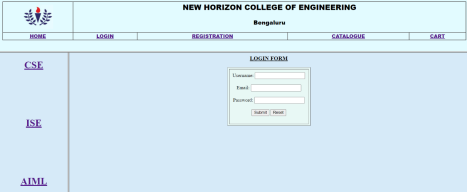 NEW HORIZON COLLEGE OF ENGINEERING
Bengaluru
HOME LOGIN REGISTRATION CATALOGUE CART
CSE
LOGIN FORM
Username:
Email:
Password:
Submit Reset
ISE
AIML